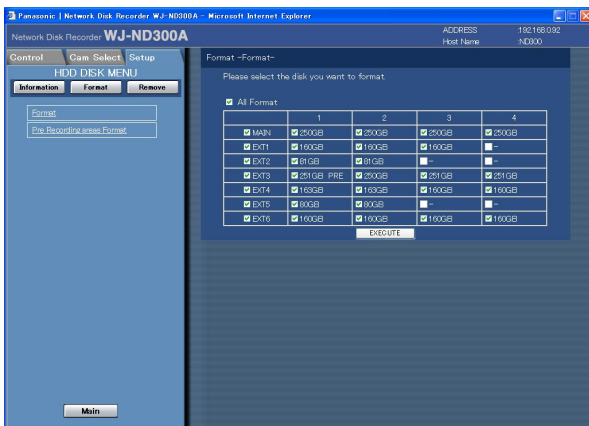 Panasonic | Network Disk Recorder WJ-ND300A - Microsoft Internet Explorer
Network Disk Recorder WJ-ND300A
ADDRESS :192.168.0.92
Host Name :ND300
Control Cam Select Setup
HDD DISK MENU
Information Format Remove
Format
Pre Recording areas Format
Main
Format -Format-
Please select the disk you want to format.
All Format
1 2 3 4
MAIN 250GB 250GB 250GB 250GB
EXT1 160GB 160GB 160GB -
EXT2 81GB 81GB - -
EXT3 251GB PRE 250GB 251GB 251GB
EXT4 163GB 163GB 160GB 160GB
EXT5 80GB 80GB - -
EXT6 160GB 160GB 160GB 160GB
EXECUTE